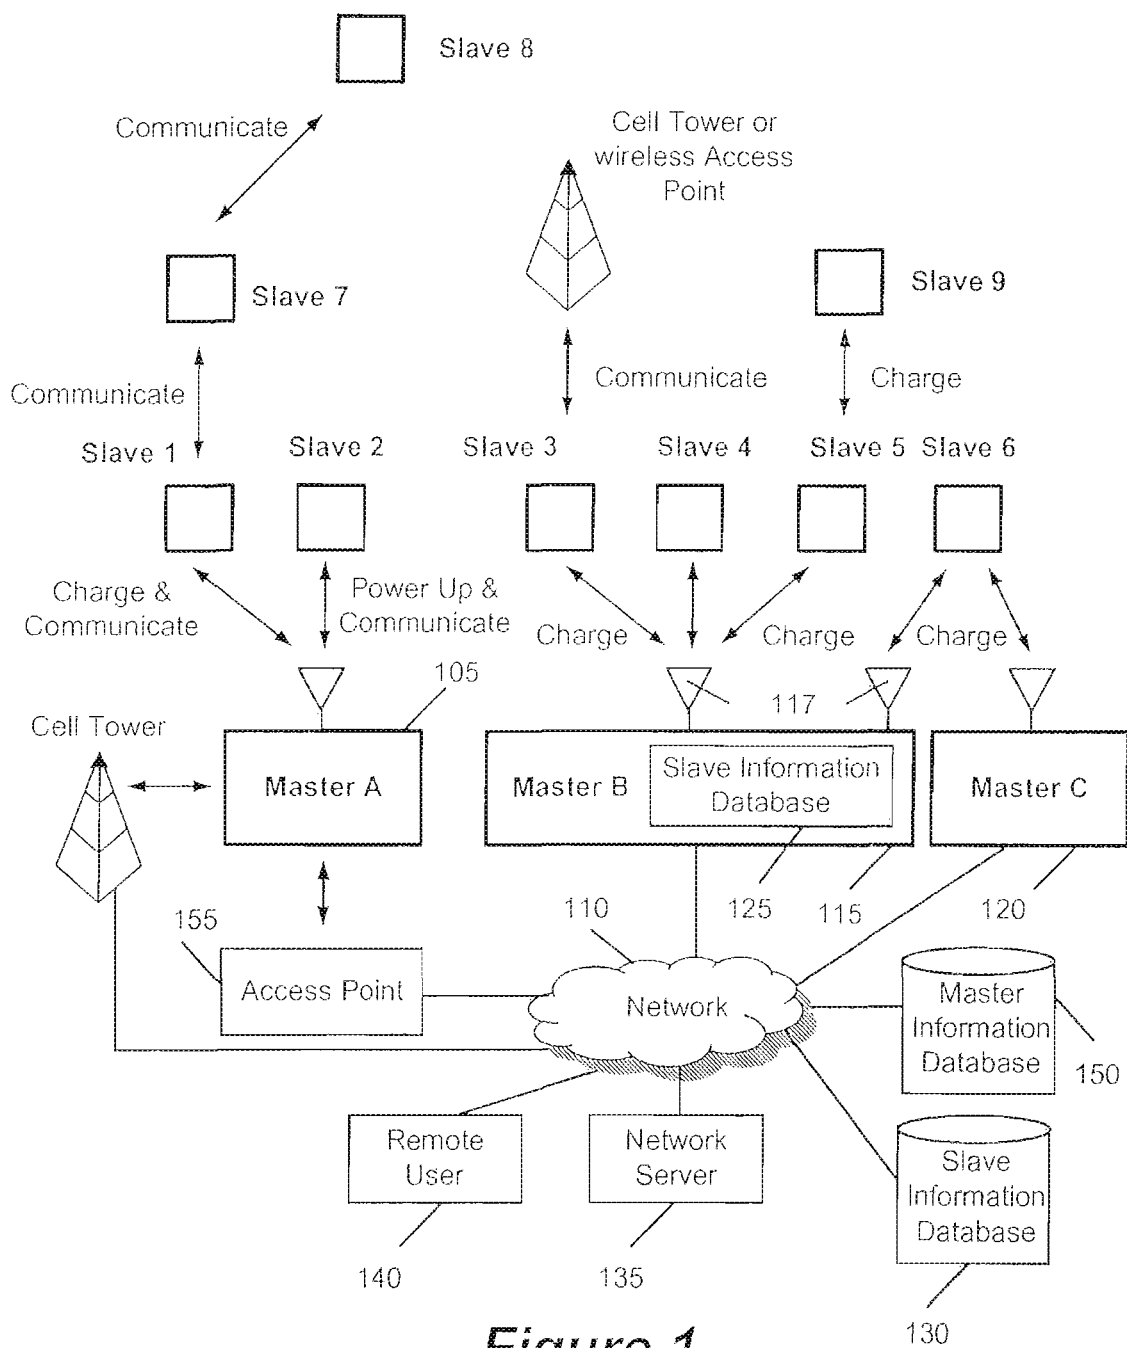 Slave 8
Communicate
Cell Tower or
wireless Access
Point
Slave 7
Slave 9
Communicate
Communicate
Charge
Slave 1
Slave 2
Slave 3
Slave 4
Slave 5
Slave 6
Charge &
Communicate
Power Up &
Communicate
Charge
Charge
Charge
105
117
Cell Tower
Master A
Master B
Slave Information
Database
Master C
155
110
125
115
120
Access Point
Network
Master
Information
Database
150
Remote
User
Network
Server
Slave
Information
Database
140
135
130
Figure 1